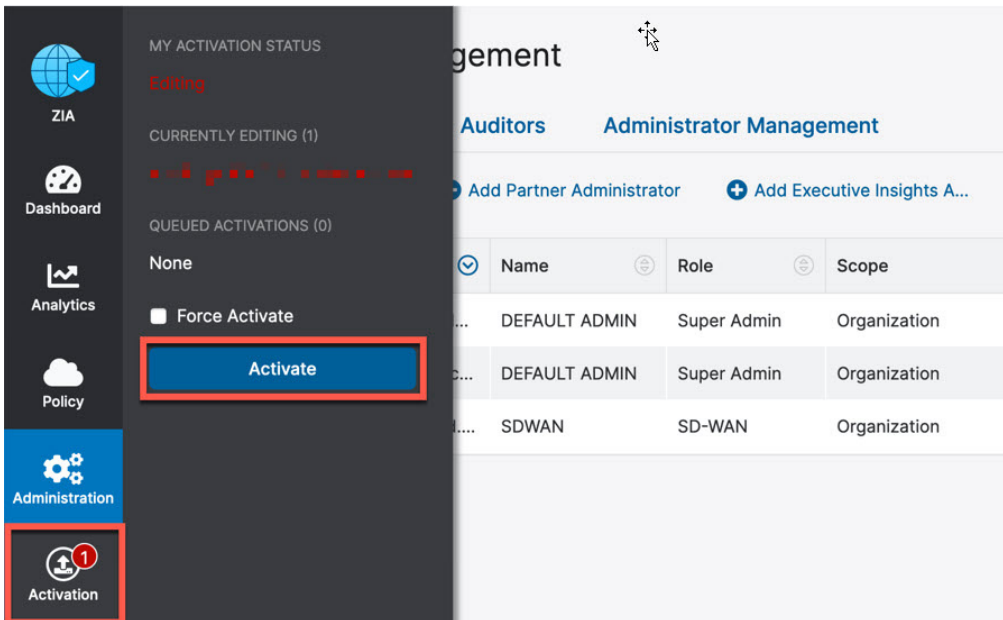 ZIA
Dashboard
Analytics
Policy
Administration
1
Activation
MY ACTIVATION STATUS
Editing
CURRENTLY EDITING (1)
QUEUED ACTIVATIONS (0)
None
Force Activate
Activate
gement
Auditors Administrator Management
Add Partner Administrator Add Executive Insights A...
Name Role Scope
... DEFAULT ADMIN Super Admin Organization
c... DEFAULT ADMIN Super Admin Organization
.... SDWAN SD-WAN Organization